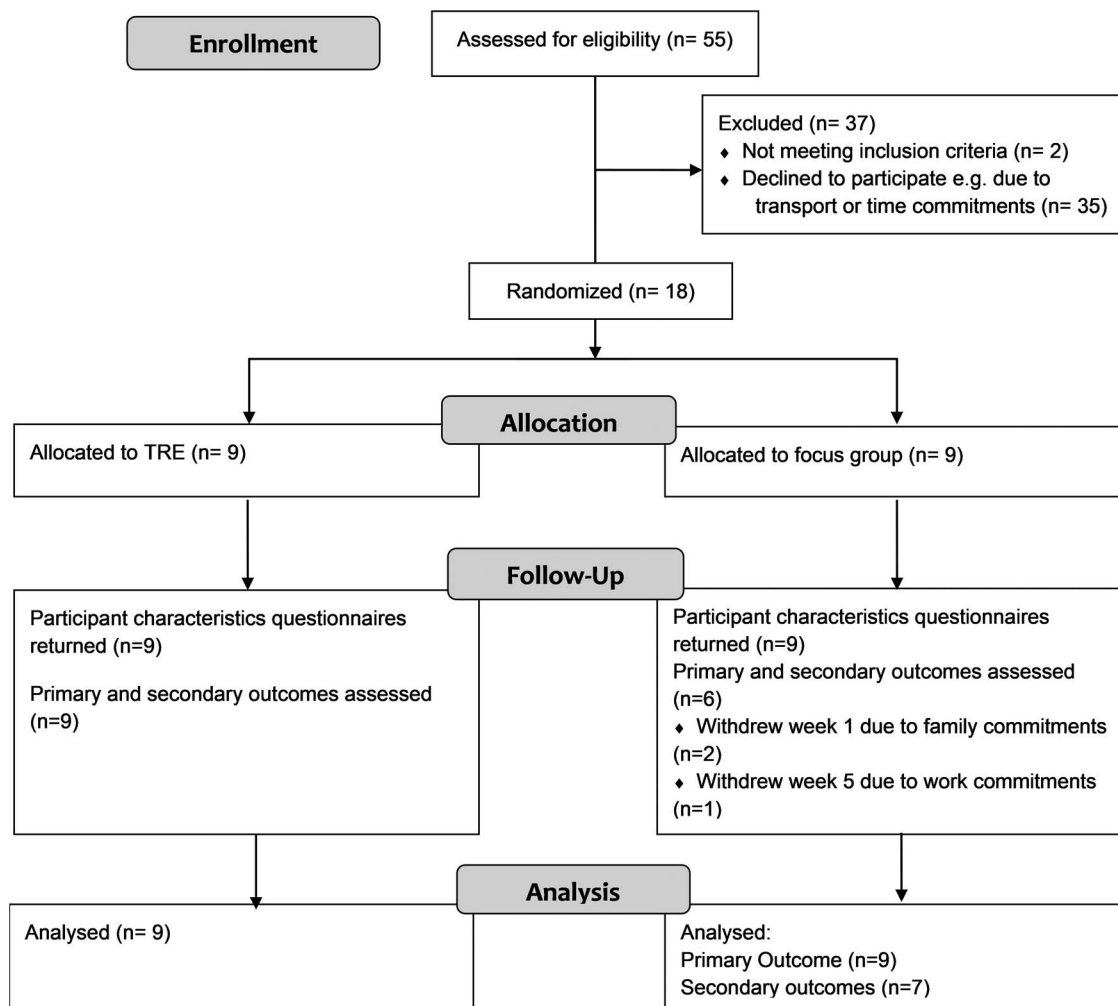 Enrollment
Assessed for eligibility (n= 55)
Excluded (n= 37)
♦ Not meeting inclusion criteria (n= 2)
♦ Declined to participate e.g. due to
transport or time commitments (n= 35)
Randomized (n= 18)
Allocation
Allocated to TRE (n= 9)
Allocated to focus group (n= 9)
Follow-Up
Participant characteristics questionnaires
returned (n=9)
Primary and secondary outcomes assessed
(n=9)
Participant characteristics questionnaires
returned (n=9)
Primary and secondary outcomes assessed
(n=6)
♦ Withdrew week 1 due to family commitments
(n=2)
♦ Withdrew week 5 due to work commitments
(n=1)
Analysis
Analysed (n= 9)
Analysed:
Primary Outcome (n=9)
Secondary outcomes (n=7)